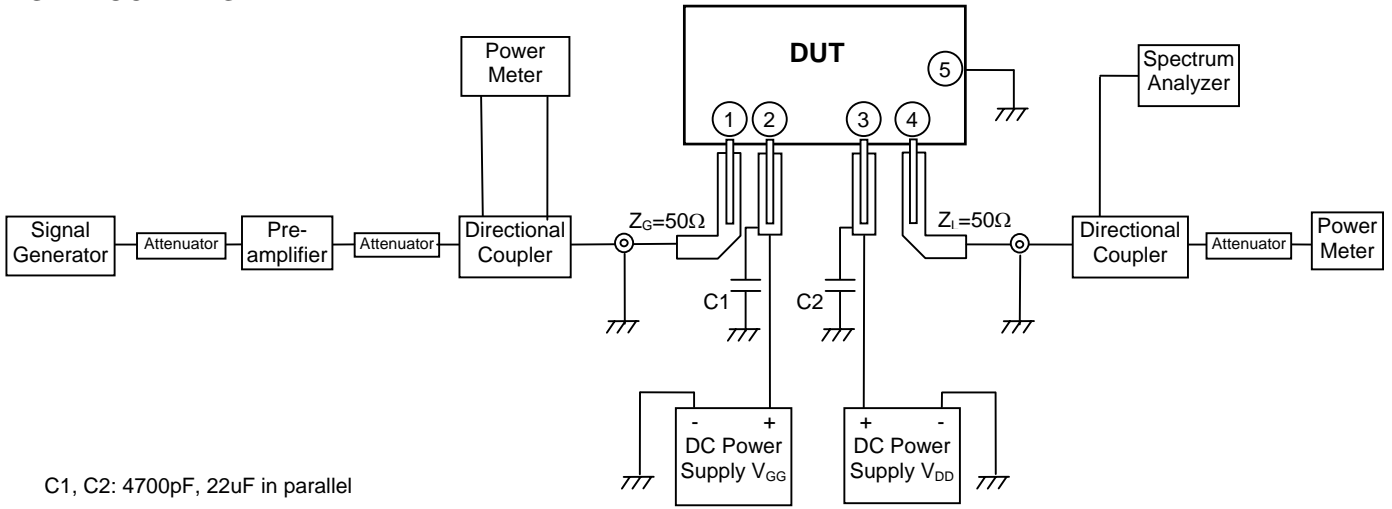 Power
Meter
DUT
5
Spectrum
Analyzer
1
2
3
4
Signal
Generator
Attenuator
Pre-
amplifier
Attenuator
Directional
Coupler
ZG=50Ω
ZL=50Ω
Directional
Coupler
Attenuator
Power
Meter
C1
C2
- +
DC Power
Supply VGG
+ -
DC Power
Supply VDD
C1, C2: 4700pF, 22uF in parallel